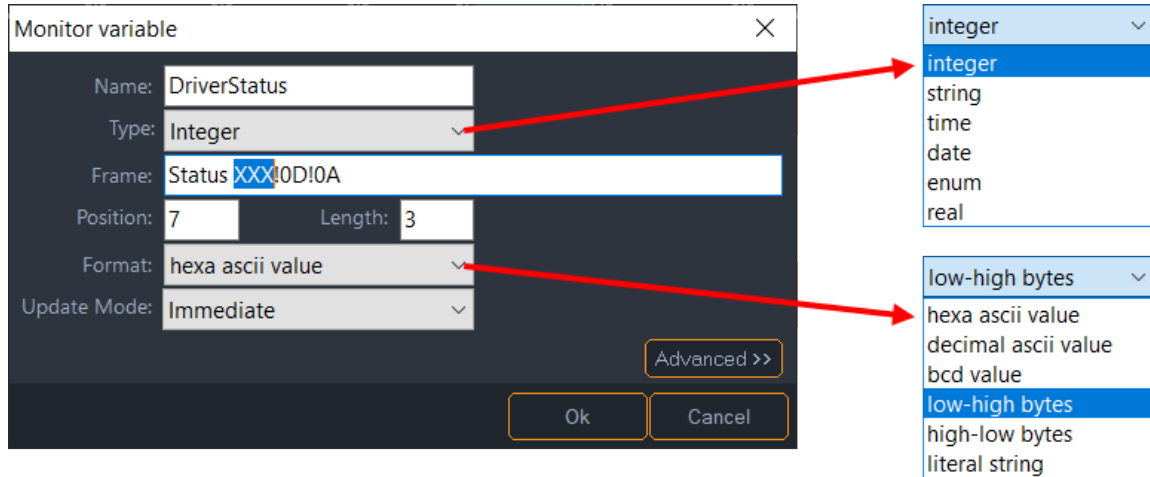 Monitor variable
Name: DriverStatus
Type: Integer
Frame: Status XXX!0D!0A
Position: 7 Length: 3
Format: hexa ascii value
Update Mode: Immediate
Advanced >>
Ok Cancel
integer
integer
string
time
date
enum
real
low-high bytes
hexa ascii value
decimal ascii value
bcd value
low-high bytes
high-low bytes
literal string